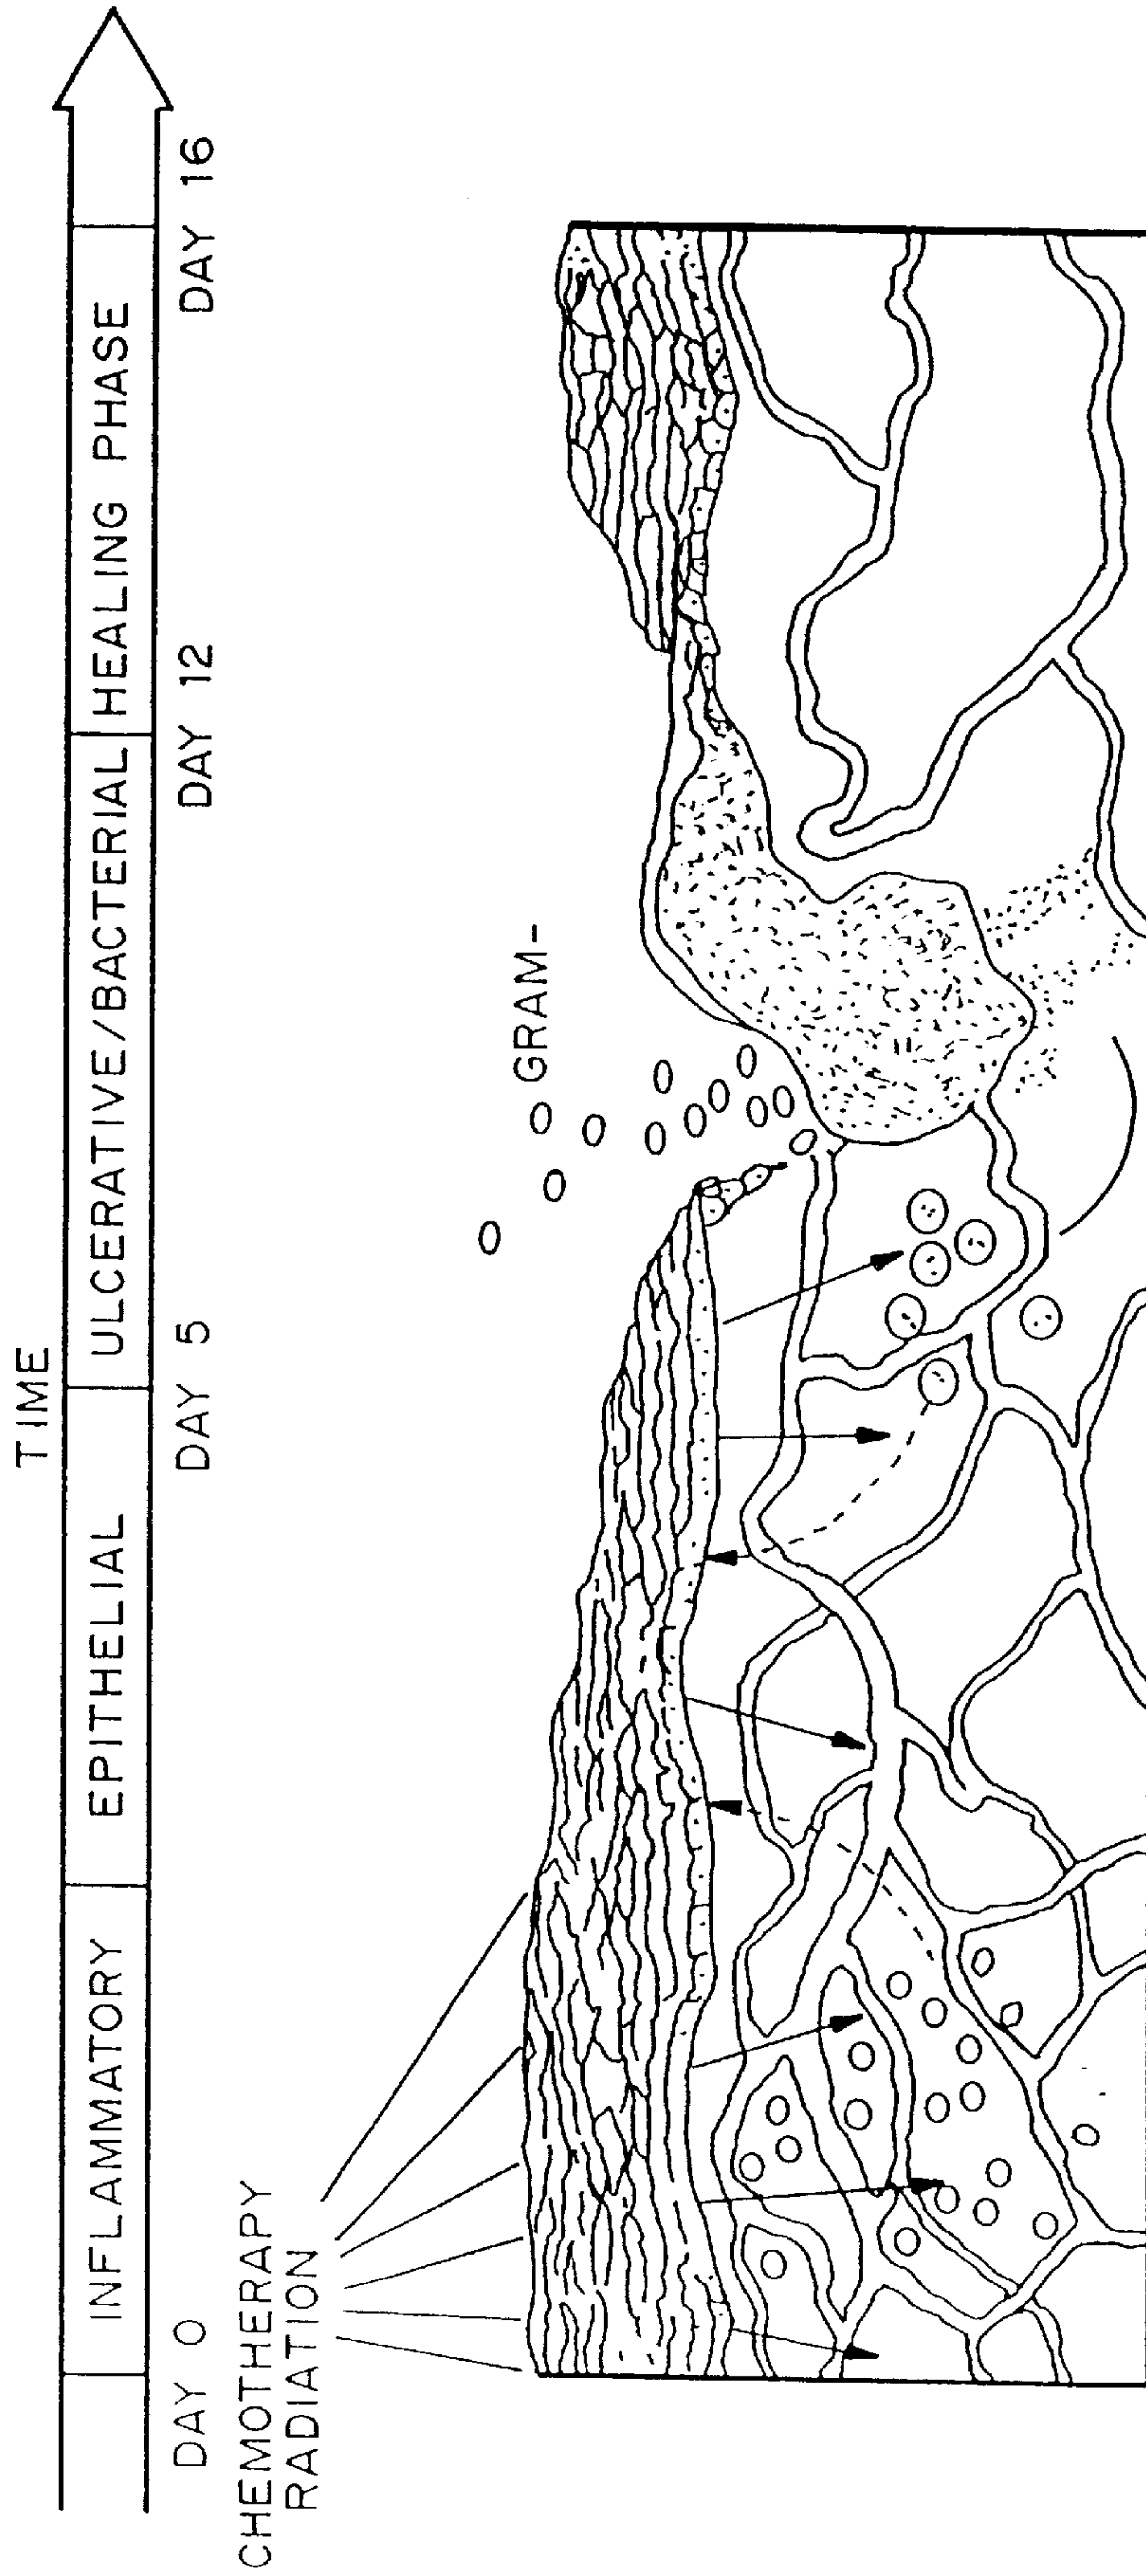 TIME
INFLAMMATORY EPITHELIAL ULCERATIVE/BACTERIAL HEALING PHASE
DAY 0 DAY 5 DAY 12 DAY 16
CHEMOTHERAPY
RADIATION
GRAM-